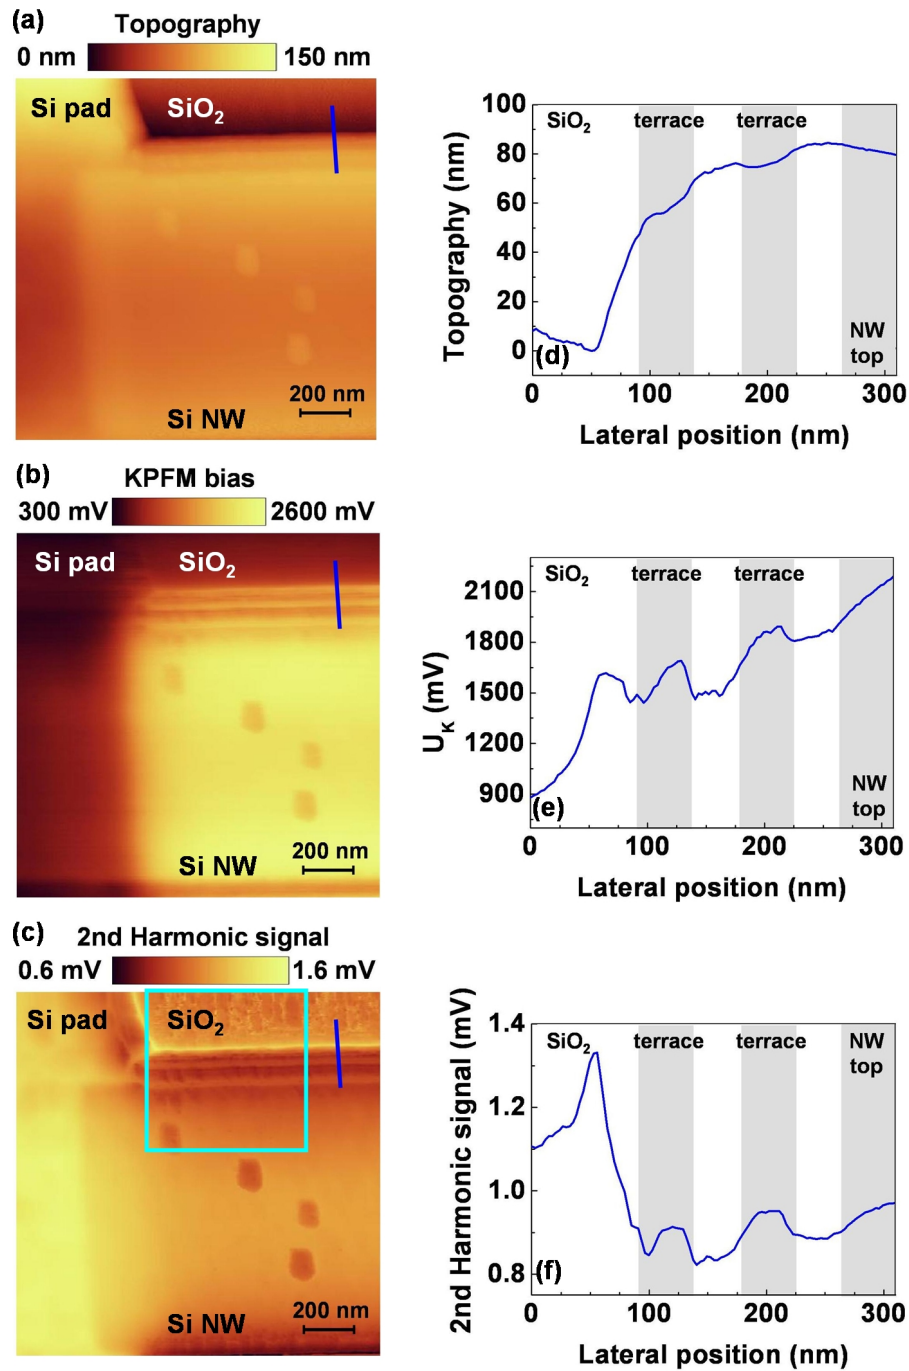 (a)
Topography
0 nm 150 nm
Si pad SiO₂
Si NW
200 nm
100
80
60
40
20
0
Topography (nm)
SiO₂ terrace terrace
NW
top
(d)
0 100 200 300
Lateral position (nm)
(b)
KPFM bias
300 mV 2600 mV
Si pad SiO₂
Si NW
200 nm
2100
1800
1500
1200
900
U_K (mV)
SiO₂ terrace terrace
NW
top
(e)
0 100 200 300
Lateral position (nm)
(c) 2nd Harmonic signal
0.6 mV 1.6 mV
Si pad SiO₂
Si NW
200 nm
1.4
1.2
1.0
0.8
2nd Harmonic signal (mV)
SiO₂ terrace terrace NW
top
(f)
0 100 200 300
Lateral position (nm)